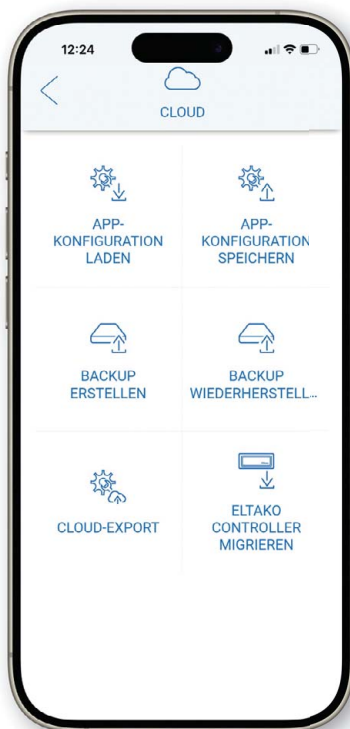 12:24
CLOUD
APP-
KONFIGURATION
LADEN
APP-
KONFIGURATION
SPEICHERN
BACKUP
ERSTELLEN
BACKUP
WIEDERHERSTELL...
CLOUD-EXPORT
ELTAKO
CONTROLLER
MIGRIEREN